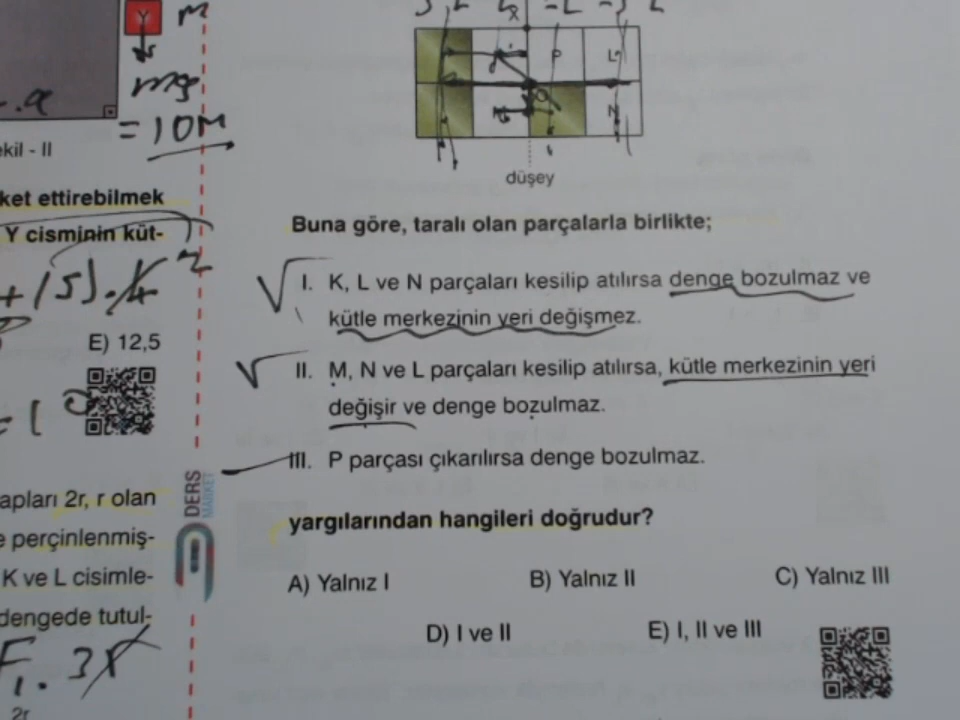 Y
m
mg
= 10M
kil - II
ket ettirebilmek
Y cisminin küt-
E) 12,5
apları 2r, r olan
e perçinlenmiş-
K ve L cisimle-
dengede tutul-
2r
P
L
N
düşey
Buna göre, taralı olan parçalarla birlikte;
I. K, L ve N parçaları kesilip atılırsa denge bozulmaz ve
kütle merkezinin yeri değişmez.
II. M, N ve L parçaları kesilip atılırsa, kütle merkezinin yeri
değişir ve denge bozulmaz.
III. P parçası çıkarılırsa denge bozulmaz.
DERS
MARKET
yargılarından hangileri doğrudur?
A) Yalnız I
B) Yalnız II
C) Yalnız III
D) I ve II
E) I, II ve III